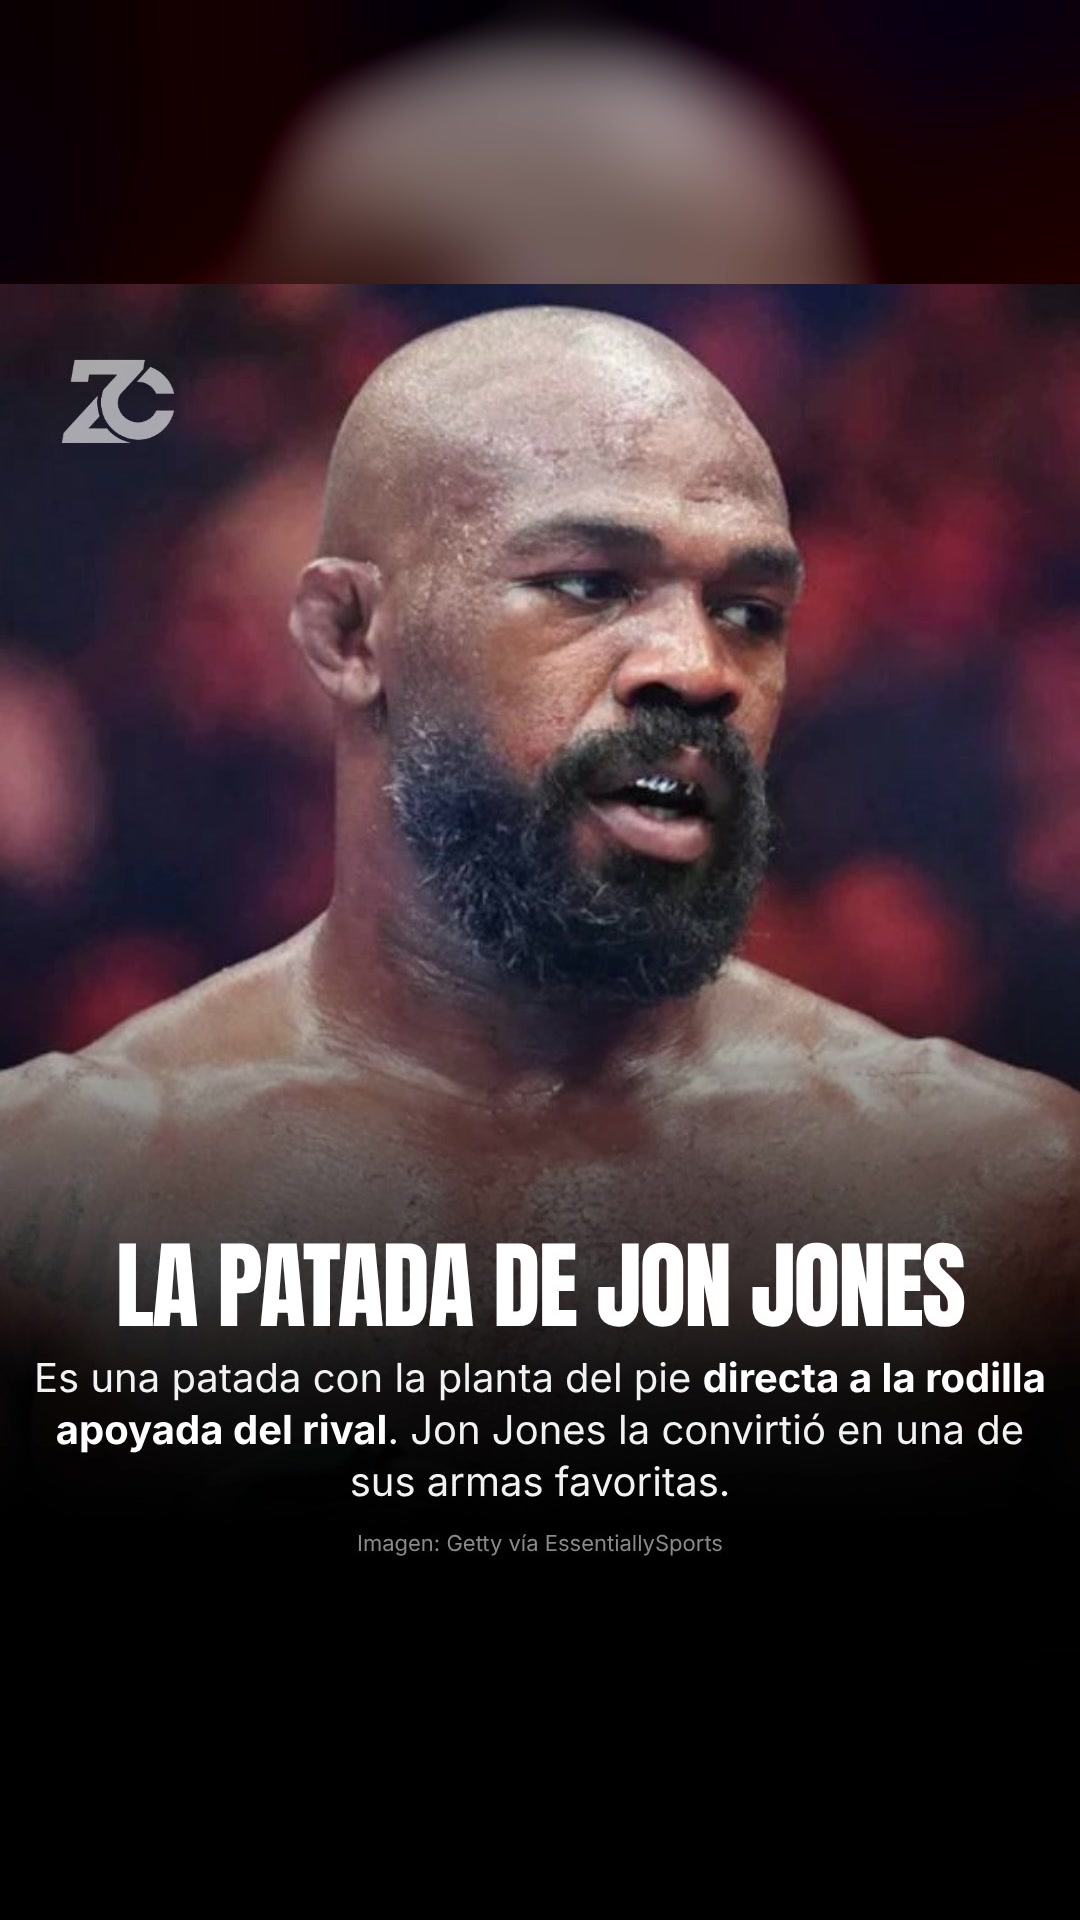 ZC
LA PATADA DE JON JONES
Es una patada con la planta del pie directa a la rodilla
apoyada del rival. Jon Jones la convirtió en una de
sus armas favoritas.
Imagen: Getty vía EssentiallySports